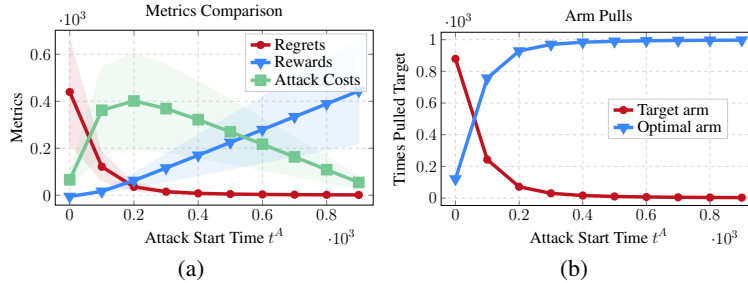 Metrics Comparison
·10³
Metrics
0.6
0.4
0.2
0
Regrets
Rewards
Attack Costs
0 0.2 0.4 0.6 0.8
Attack Start Time t^A
·10³
(a)
Arm Pulls
·10³
Times Pulled Target
1
0.8
0.6
0.4
0.2
0
Target arm
Optimal arm
0 0.2 0.4 0.6 0.8
Attack Start Time t^A
·10³
(b)